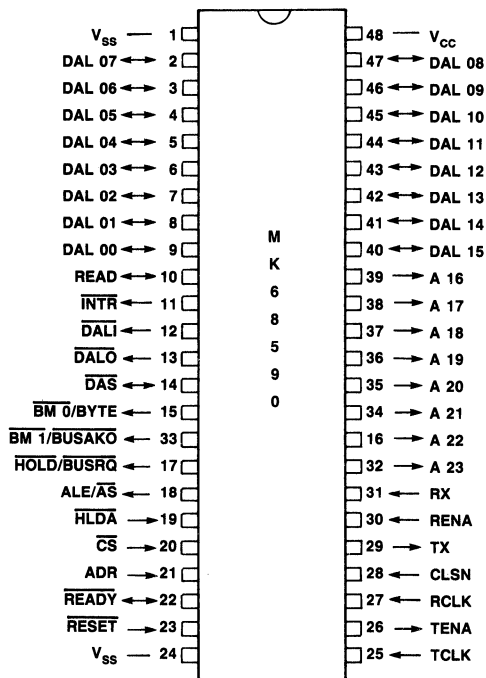 V_SS — 1 48 — V_CC
DAL 07 ↔ 2 47 ↔ DAL 08
DAL 06 ↔ 3 46 ↔ DAL 09
DAL 05 ↔ 4 45 ↔ DAL 10
DAL 04 ↔ 5 44 ↔ DAL 11
DAL 03 ↔ 6 43 ↔ DAL 12
DAL 02 ↔ 7 42 ↔ DAL 13
DAL 01 ↔ 8 41 ↔ DAL 14
DAL 00 ↔ 9 40 ↔ DAL 15
READ ↔ 10 39 → A 16
INTR ← 11 38 → A 17
DALI ← 12 37 → A 18
DALO ← 13 36 → A 19
DAS ↔ 14 35 → A 20
BM 0/BYTE ← 15 34 → A 21
BM 1/BUSAKO ← 33 16 → A 22
HOLD/BUSRQ ← 17 32 → A 23
ALE/AS ← 18 31 ← RX
HLDA → 19 30 ← RENA
CS → 20 29 → TX
ADR → 21 28 ← CLSN
READY ↔ 22 27 ← RCLK
RESET → 23 26 → TENA
V_SS — 24 25 ← TCLK
M
K
6
8
5
9
0